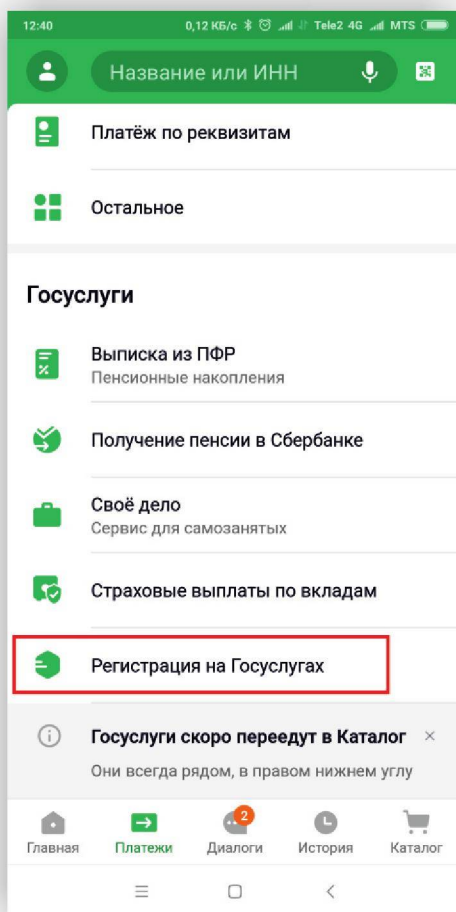 12:40 0,12 КБ/с Tele2 4G MTS
Название или ИНН
Платёж по реквизитам
Остальное
Госуслуги
Выписка из ПФР
Пенсионные накопления
Получение пенсии в Сбербанке
Своё дело
Сервис для самозанятых
Страховые выплаты по вкладам
Регистрация на Госуслугах
Госуслуги скоро переедут в Каталог
Они всегда рядом, в правом нижнем углу
2
Главная Платежи Диалоги История Каталог